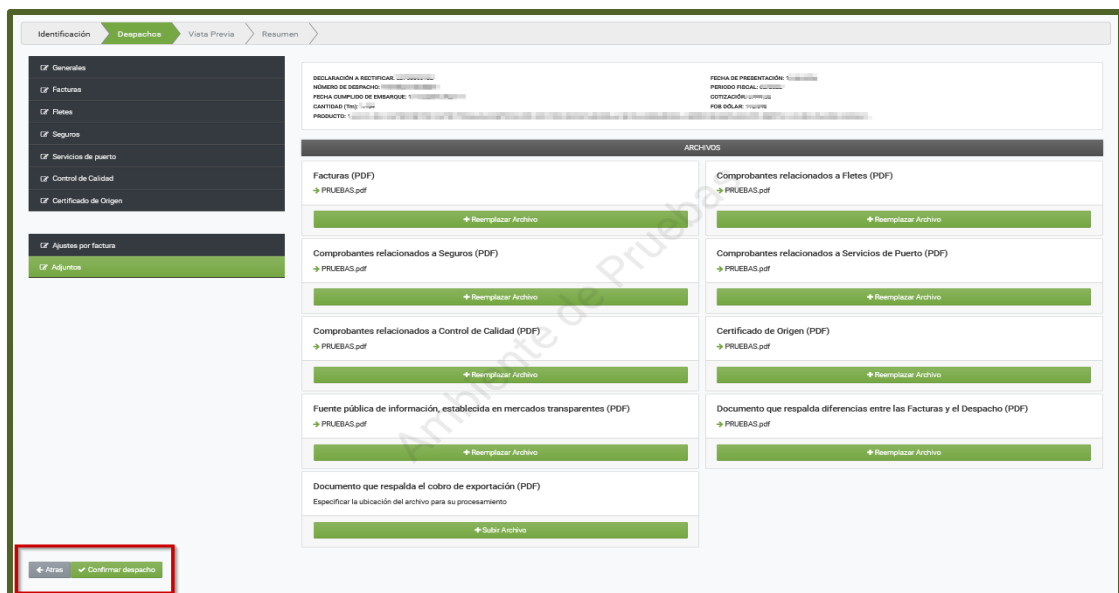 Identificación
Despachos
Vista Previa
Resumen
Generales
Facturas
Fletes
Seguros
Servicios de puerto
Control de Calidad
Certificado de Origen
Ajustes por factura
Adjuntos
DECLARACIÓN A RECTIFICAR:
NÚMERO DE DESPACHO:
FECHA CUMPLIDO DE EMBARQUE:
CANTIDAD (Tm):
PRODUCTO:
FECHA DE PRESENTACIÓN:
PERIODO FISCAL:
COTIZACIÓN:
FOB DÓLAR:
ARCHIVOS
Facturas (PDF)
PRUEBAS.pdf
Reemplazar Archivo
Comprobantes relacionados a Fletes (PDF)
PRUEBAS.pdf
Reemplazar Archivo
Comprobantes relacionados a Seguros (PDF)
PRUEBAS.pdf
Reemplazar Archivo
Comprobantes relacionados a Servicios de Puerto (PDF)
PRUEBAS.pdf
Reemplazar Archivo
Comprobantes relacionados a Control de Calidad (PDF)
PRUEBAS.pdf
Reemplazar Archivo
Certificado de Origen (PDF)
PRUEBAS.pdf
Reemplazar Archivo
Fuente pública de información, establecida en mercados transparentes (PDF)
PRUEBAS.pdf
Reemplazar Archivo
Documento que respalda diferencias entre las Facturas y el Despacho (PDF)
PRUEBAS.pdf
Reemplazar Archivo
Documento que respalda el cobro de exportación (PDF)
Especificar la ubicación del archivo para su procesamiento
Subir Archivo
Ambiente de Pruebas
Atras
Confirmar despacho